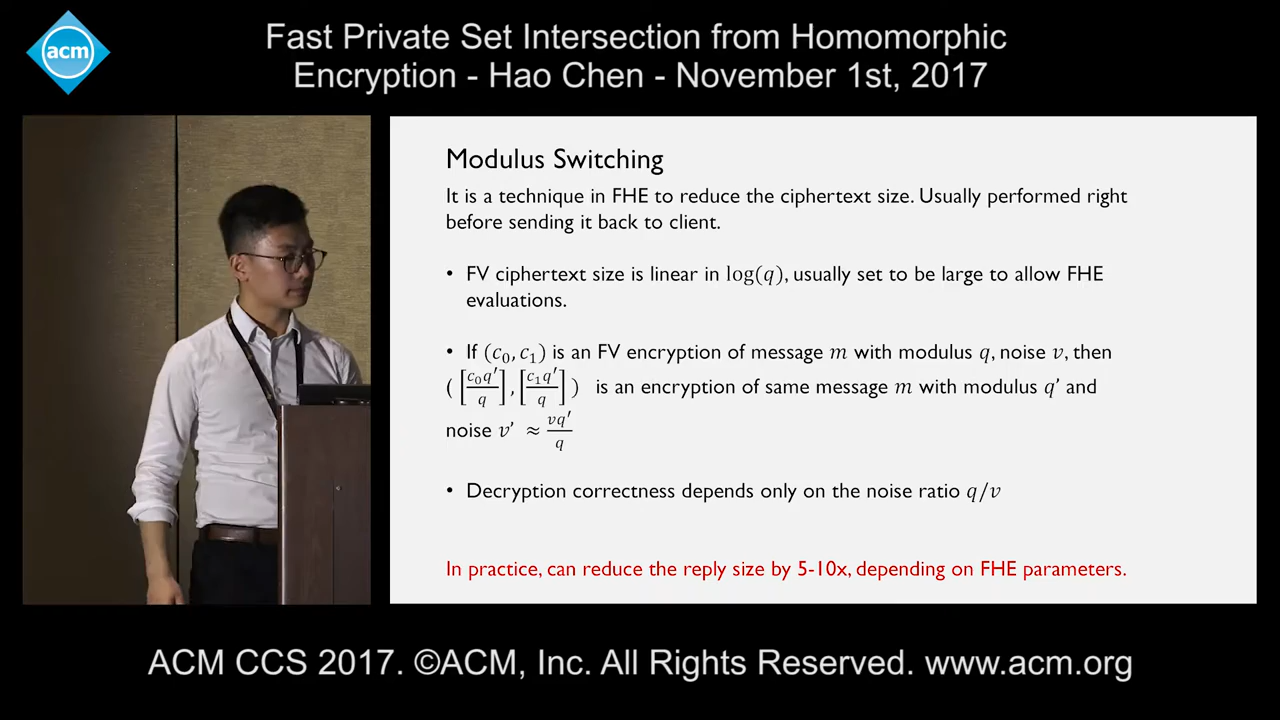 acm
Fast Private Set Intersection from Homomorphic
Encryption - Hao Chen - November 1st, 2017
Modulus Switching
It is a technique in FHE to reduce the ciphertext size. Usually performed right
before sending it back to client.
• FV ciphertext size is linear in log(q), usually set to be large to allow FHE
evaluations.
• If (c₀, c₁) is an FV encryption of message m with modulus q, noise v, then
( [c₀q′/q], [c₁q′/q] ) is an encryption of same message m with modulus q’ and
noise v’ ≈ vq′/q
• Decryption correctness depends only on the noise ratio q/v
In practice, can reduce the reply size by 5-10x, depending on FHE parameters.
ACM CCS 2017. ©ACM, Inc. All Rights Reserved. www.acm.org